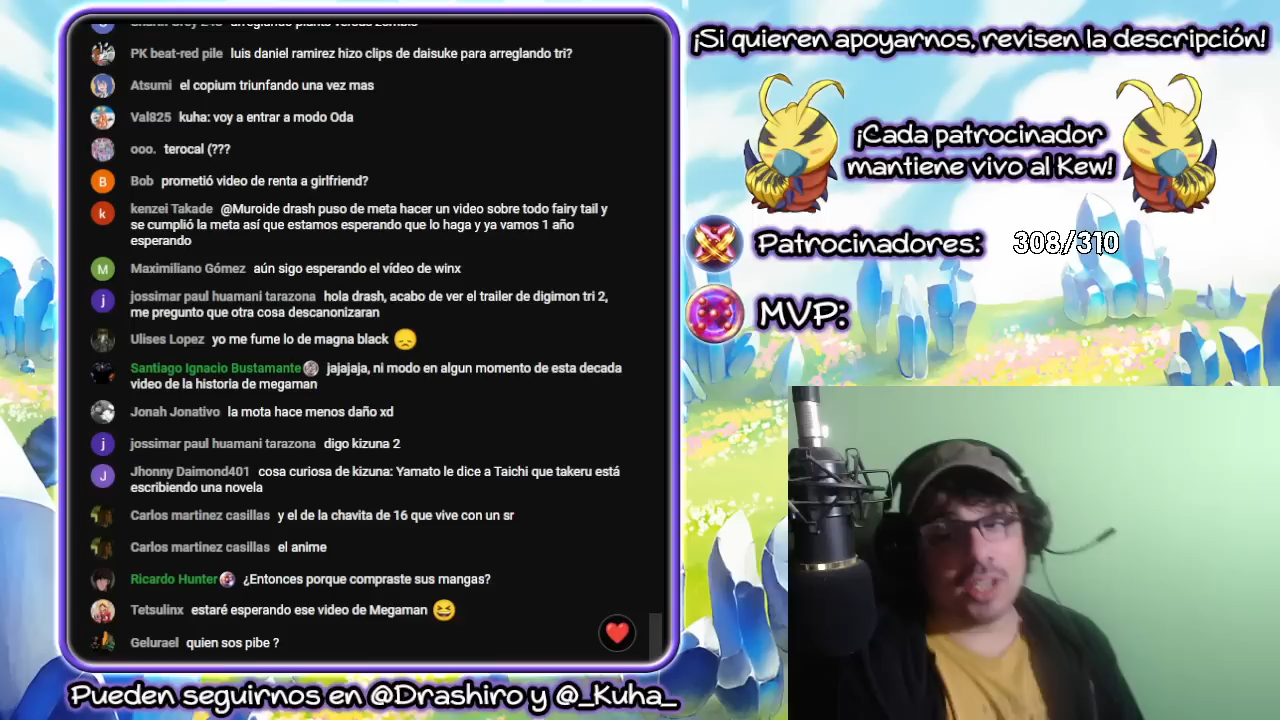 arreglando plants versus zombie
PK beat-red pile luis daniel ramirez hizo clips de daisuke para arreglando tri?
Atsumi el copium triunfando una vez mas
Val825 kuha: voy a entrar a modo Oda
ooo. terocal (???
B Bob prometió video de renta a girlfriend?
k kenzei Takade @Muroide drash puso de meta hacer un video sobre todo fairy tail y
se cumplió la meta así que estamos esperando que lo haga y ya vamos 1 año
esperando
M Maximiliano Gómez aún sigo esperando el vídeo de winx
j jossimar paul huamani tarazona hola drash, acabo de ver el trailer de digimon tri 2,
me pregunto que otra cosa descanonizaran
Ulises Lopez yo me fume lo de magna black 😞
Santiago Ignacio Bustamante jajajaja, ni modo en algun momento de esta decada
video de la historia de megaman
Jonah Jonativo la mota hace menos daño xd
j jossimar paul huamani tarazona digo kizuna 2
J Jhonny Daimond401 cosa curiosa de kizuna: Yamato le dice a Taichi que takeru está
escribiendo una novela
Carlos martinez casillas y el de la chavita de 16 que vive con un sr
Carlos martinez casillas el anime
Ricardo Hunter ¿Entonces porque compraste sus mangas?
Tetsulinx estaré esperando ese video de Megaman 😆
Gelurael quien sos pibe ?
Pueden seguirnos en @Drashiro y @_Kuha_
¡Si quieren apoyarnos, revisen la descripción!
¡Cada patrocinador
mantiene vivo al Kew!
Patrocinadores: 308/310
MVP: